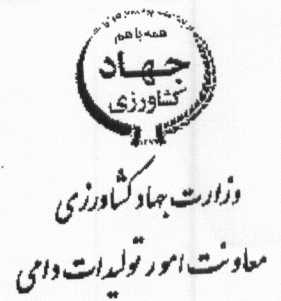 همه با هم
جهاد
کشاورزی
وزارت جهاد کشاورزی
معاونت امور تولیدات دامی